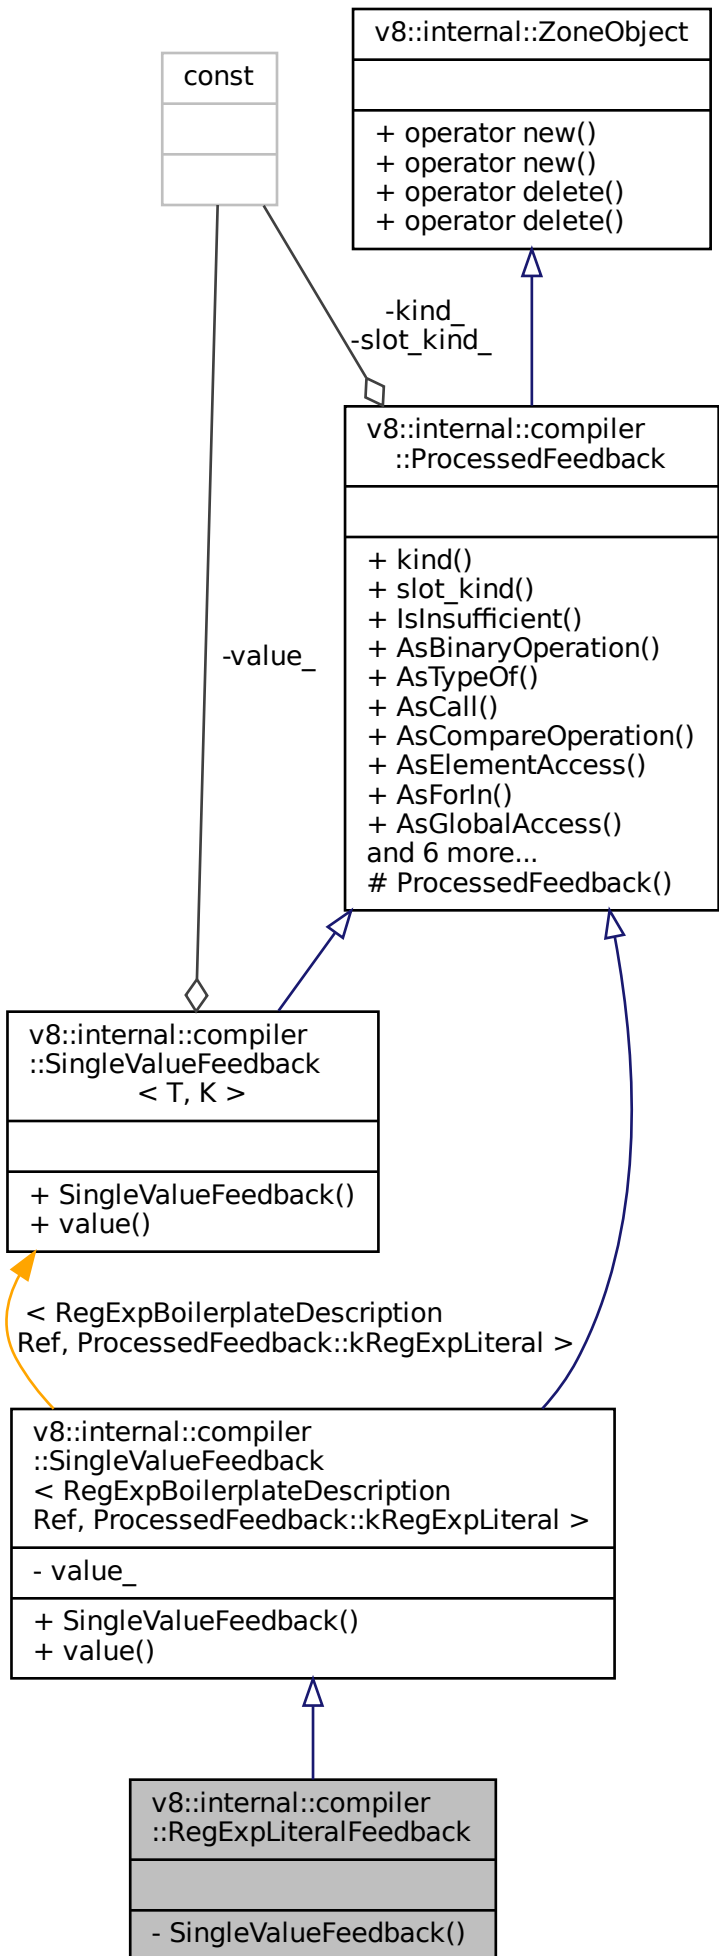 v8::internal::ZoneObject
+ operator new()
+ operator new()
+ operator delete()
+ operator delete()
const
-kind_
-slot_kind_
v8::internal::compiler
::ProcessedFeedback
+ kind()
+ slot_kind()
+ IsInsufficient()
+ AsBinaryOperation()
+ AsTypeOf()
+ AsCall()
+ AsCompareOperation()
+ AsElementAccess()
+ AsForIn()
+ AsGlobalAccess()
and 6 more...
# ProcessedFeedback()
-value_
v8::internal::compiler
::SingleValueFeedback
< T, K >
+ SingleValueFeedback()
+ value()
< RegExpBoilerplateDescription
Ref, ProcessedFeedback::kRegExpLiteral >
v8::internal::compiler
::SingleValueFeedback
< RegExpBoilerplateDescription
Ref, ProcessedFeedback::kRegExpLiteral >
- value_
+ SingleValueFeedback()
+ value()
v8::internal::compiler
::RegExpLiteralFeedback
- SingleValueFeedback()